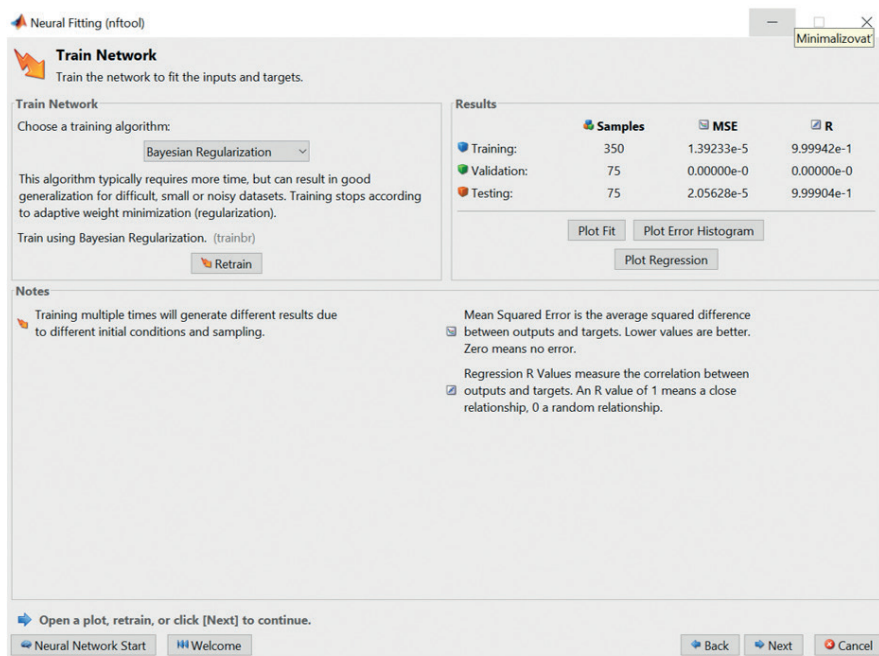 Neural Fitting (nftool)
Minimalizovať
Train Network
Train the network to fit the inputs and targets.
Train Network
Choose a training algorithm:
Bayesian Regularization
This algorithm typically requires more time, but can result in good
generalization for difficult, small or noisy datasets. Training stops according
to adaptive weight minimization (regularization).
Train using Bayesian Regularization. (trainbr)
Retrain
Results
Samples MSE R
Training: 350 1.39233e-5 9.99942e-1
Validation: 75 0.00000e-0 0.00000e-0
Testing: 75 2.05628e-5 9.99904e-1
Plot Fit Plot Error Histogram
Plot Regression
Notes
Training multiple times will generate different results due
to different initial conditions and sampling.
Mean Squared Error is the average squared difference
between outputs and targets. Lower values are better.
Zero means no error.
Regression R Values measure the correlation between
outputs and targets. An R value of 1 means a close
relationship, 0 a random relationship.
Open a plot, retrain, or click [Next] to continue.
Neural Network Start Welcome Back Next Cancel